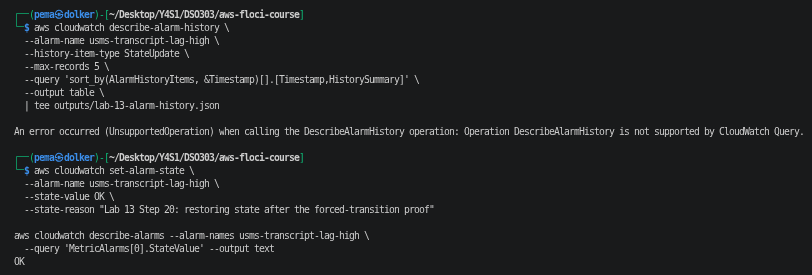 ┌──(pema㉿dolker)-[~/Desktop/Y4S1/DSO303/aws-floci-course]
└─$ aws cloudwatch describe-alarm-history \
  --alarm-name usms-transcript-lag-high \
  --history-item-type StateUpdate \
  --max-records 5 \
  --query 'sort_by(AlarmHistoryItems, &Timestamp)[].[Timestamp,HistorySummary]' \
  --output table \
  | tee outputs/lab-13-alarm-history.json

An error occurred (UnsupportedOperation) when calling the DescribeAlarmHistory operation: Operation DescribeAlarmHistory is not supported by CloudWatch Query.

┌──(pema㉿dolker)-[~/Desktop/Y4S1/DSO303/aws-floci-course]
└─$ aws cloudwatch set-alarm-state \
  --alarm-name usms-transcript-lag-high \
  --state-value OK \
  --state-reason "Lab 13 Step 20: restoring state after the forced-transition proof"

aws cloudwatch describe-alarms --alarm-names usms-transcript-lag-high \
  --query 'MetricAlarms[0].StateValue' --output text
OK